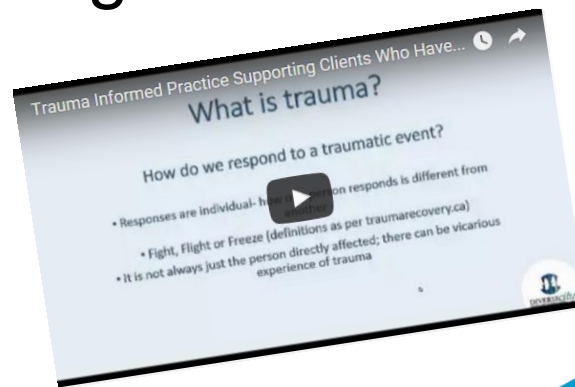 Trauma Informed Practice Supporting Clients Who Have...
What is trauma?
How do we respond to a traumatic event?
• Responses are individual- how person responds is different from
another
• Fight, Flight or Freeze (definitions as per traumarecovery.ca)
• It is not always just the person directly affected; there can be vicarious
experience of trauma
DIVERSEcity